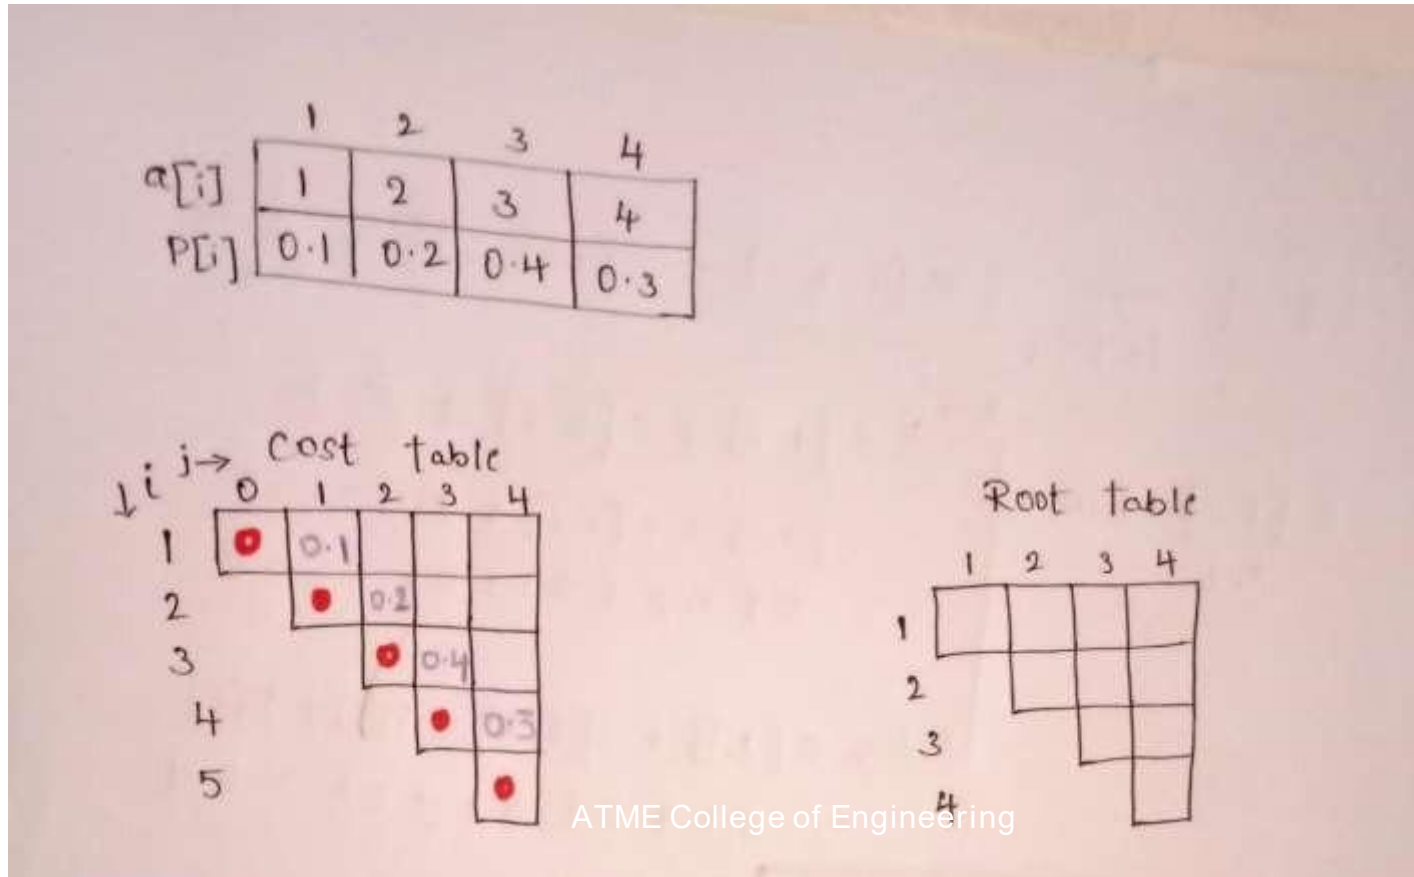 1 2 3 4
a[i] 1 2 3 4
P[i] 0.1 0.2 0.4 0.3
↓i j→ Cost table
0 1 2 3 4
1 0 0.1
2 0 0.2
3 0 0.4
4 0 0.3
5 0
Root table
1 2 3 4
1
2
3
4
ATME College of Engineering